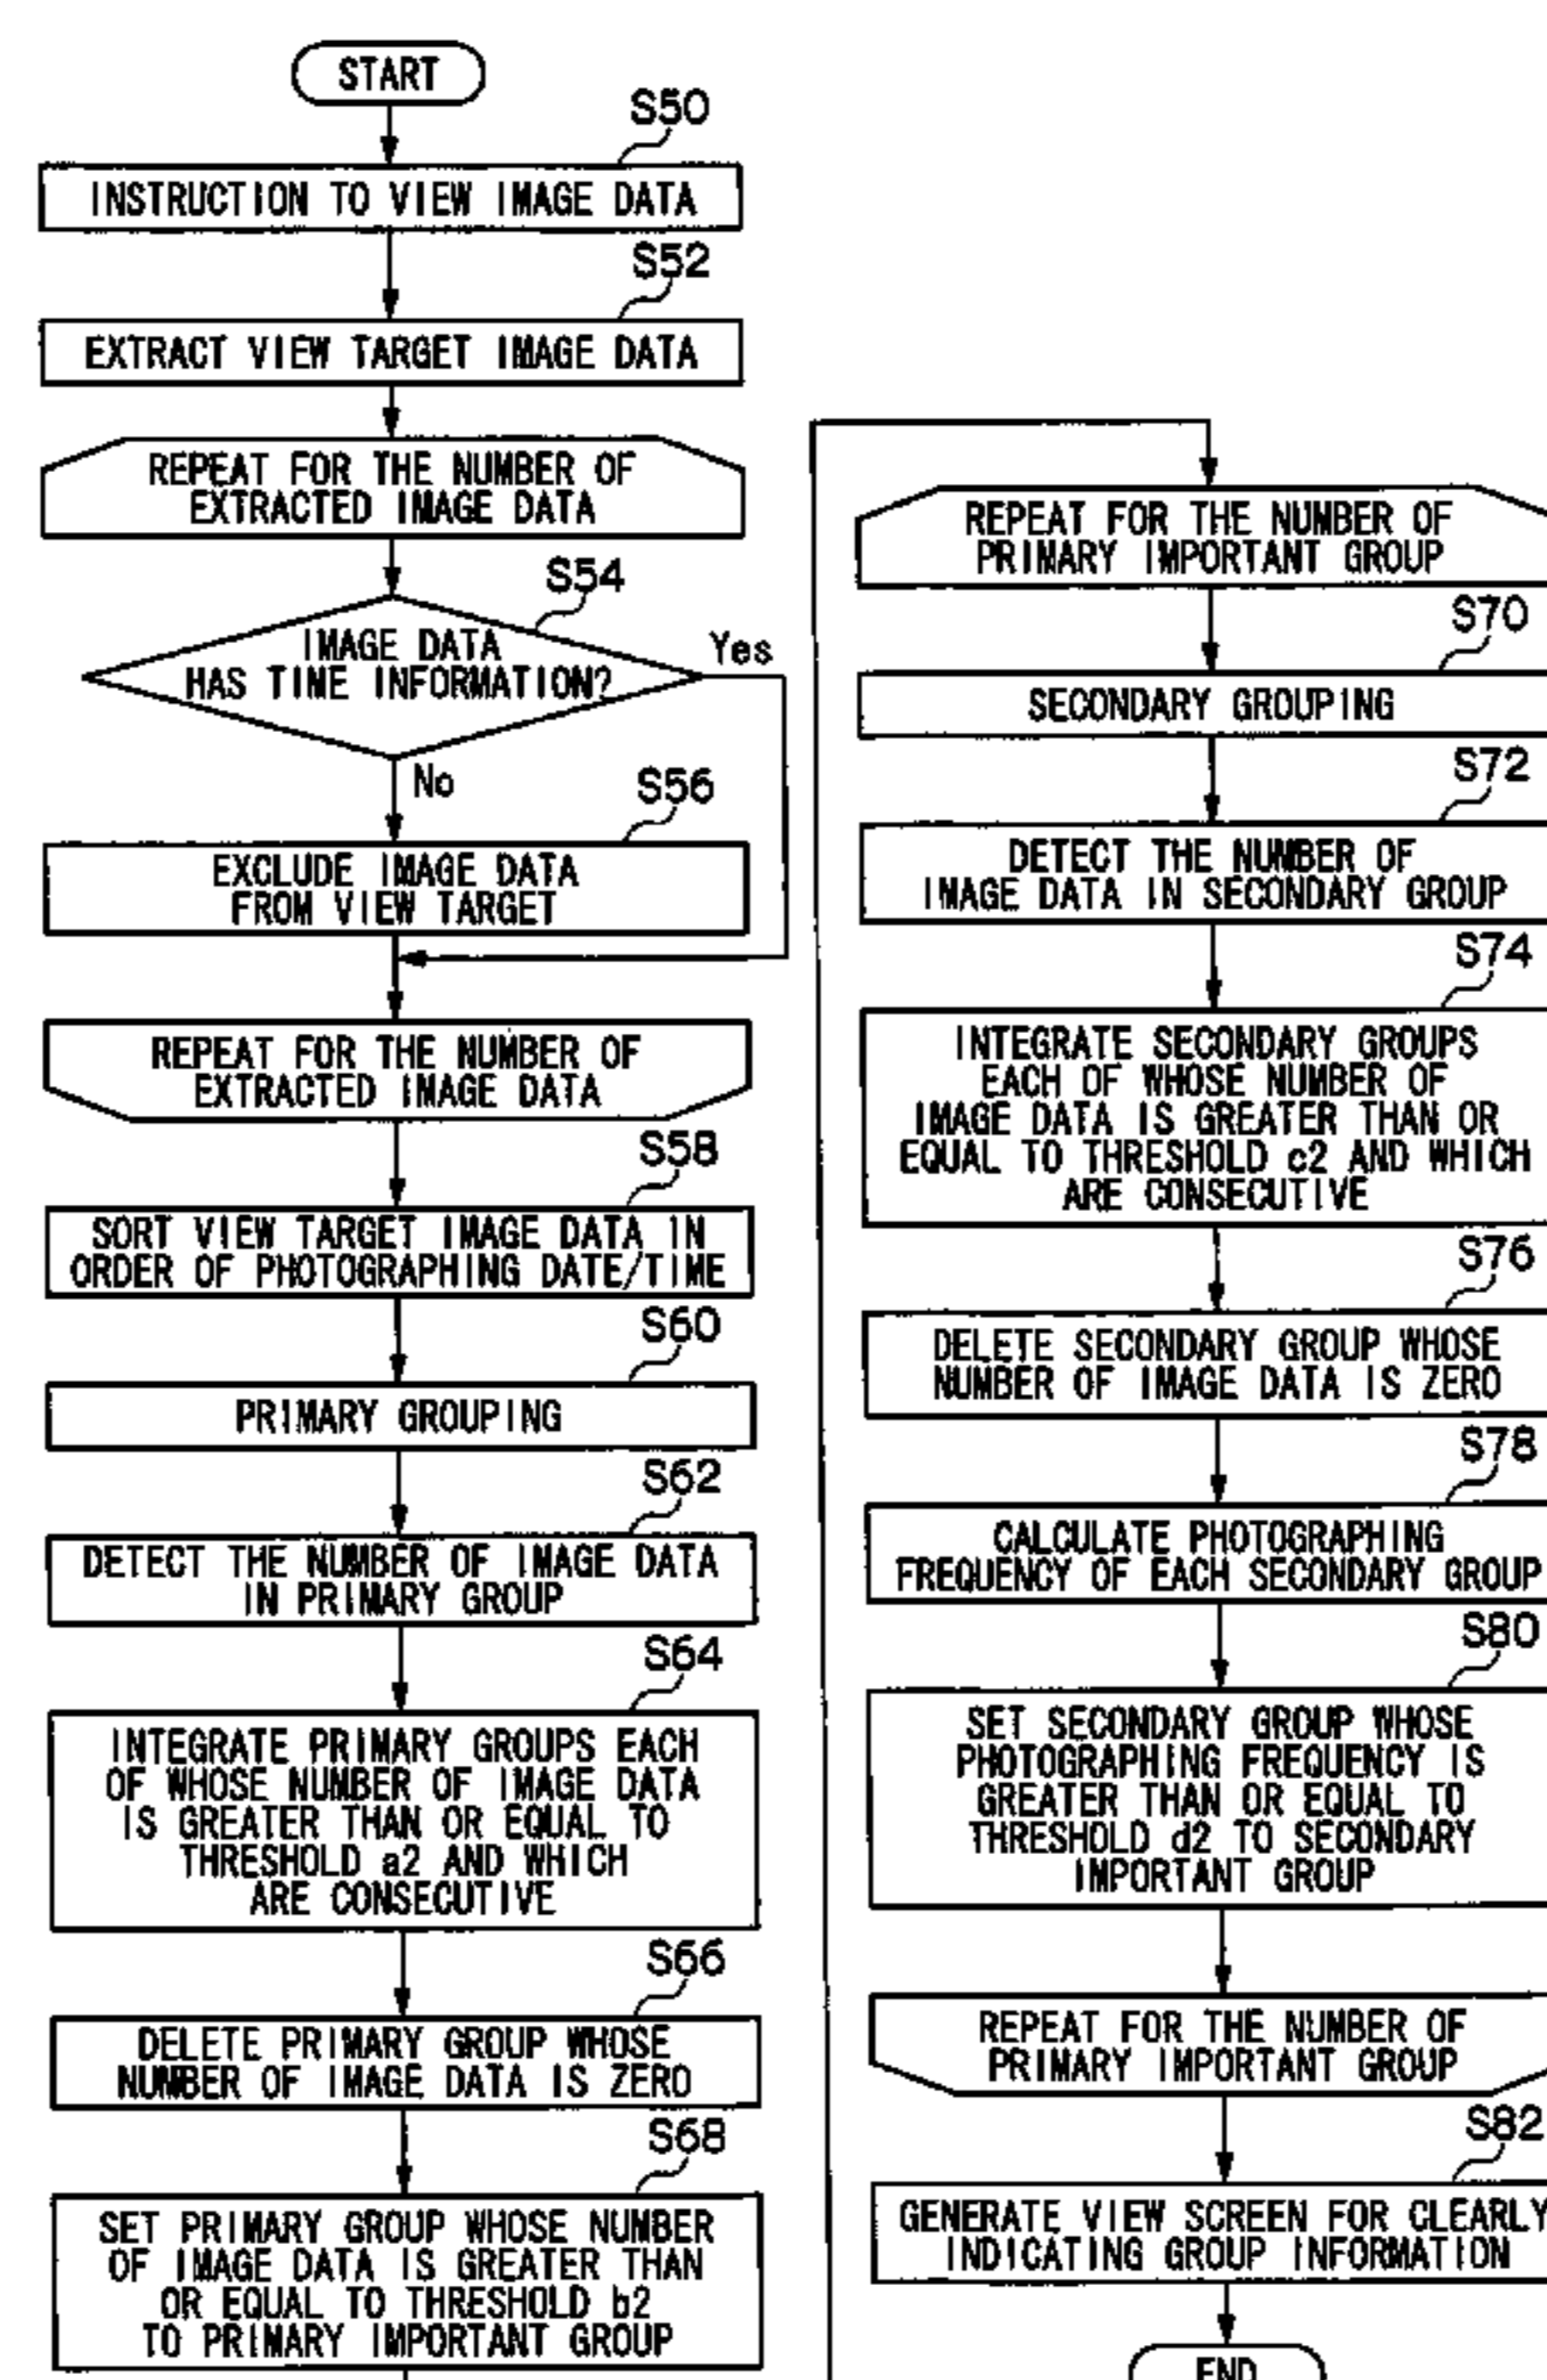 START
S50
INSTRUCTION TO VIEW IMAGE DATA
S52
EXTRACT VIEW TARGET IMAGE DATA
REPEAT FOR THE NUMBER OF
EXTRACTED IMAGE DATA
S54
IMAGE DATA
HAS TIME INFORMATION?
Yes
No
S56
EXCLUDE IMAGE DATA
FROM VIEW TARGET
REPEAT FOR THE NUMBER OF
EXTRACTED IMAGE DATA
S58
SORT VIEW TARGET IMAGE DATA IN
ORDER OF PHOTOGRAPHING DATE/TIME
S60
PRIMARY GROUPING
S62
DETECT THE NUMBER OF IMAGE DATA
IN PRIMARY GROUP
S64
INTEGRATE PRIMARY GROUPS EACH
OF WHOSE NUMBER OF IMAGE DATA
IS GREATER THAN OR EQUAL TO
THRESHOLD a2 AND WHICH
ARE CONSECUTIVE
S66
DELETE PRIMARY GROUP WHOSE
NUMBER OF IMAGE DATA IS ZERO
S68
SET PRIMARY GROUP WHOSE NUMBER
OF IMAGE DATA IS GREATER THAN
OR EQUAL TO THRESHOLD b2
TO PRIMARY IMPORTANT GROUP
REPEAT FOR THE NUMBER OF
PRIMARY IMPORTANT GROUP
S70
SECONDARY GROUPING
S72
DETECT THE NUMBER OF
IMAGE DATA IN SECONDARY GROUP
S74
INTEGRATE SECONDARY GROUPS
EACH OF WHOSE NUMBER OF
IMAGE DATA IS GREATER THAN OR
EQUAL TO THRESHOLD c2 AND WHICH
ARE CONSECUTIVE
S76
DELETE SECONDARY GROUP WHOSE
NUMBER OF IMAGE DATA IS ZERO
S78
CALCULATE PHOTOGRAPHING
FREQUENCY OF EACH SECONDARY GROUP
S80
SET SECONDARY GROUP WHOSE
PHOTOGRAPHING FREQUENCY IS
GREATER THAN OR EQUAL TO
THRESHOLD d2 TO SECONDARY
IMPORTANT GROUP
REPEAT FOR THE NUMBER OF
PRIMARY IMPORTANT GROUP
S82
GENERATE VIEW SCREEN FOR CLEARLY
INDICATING GROUP INFORMATION
END